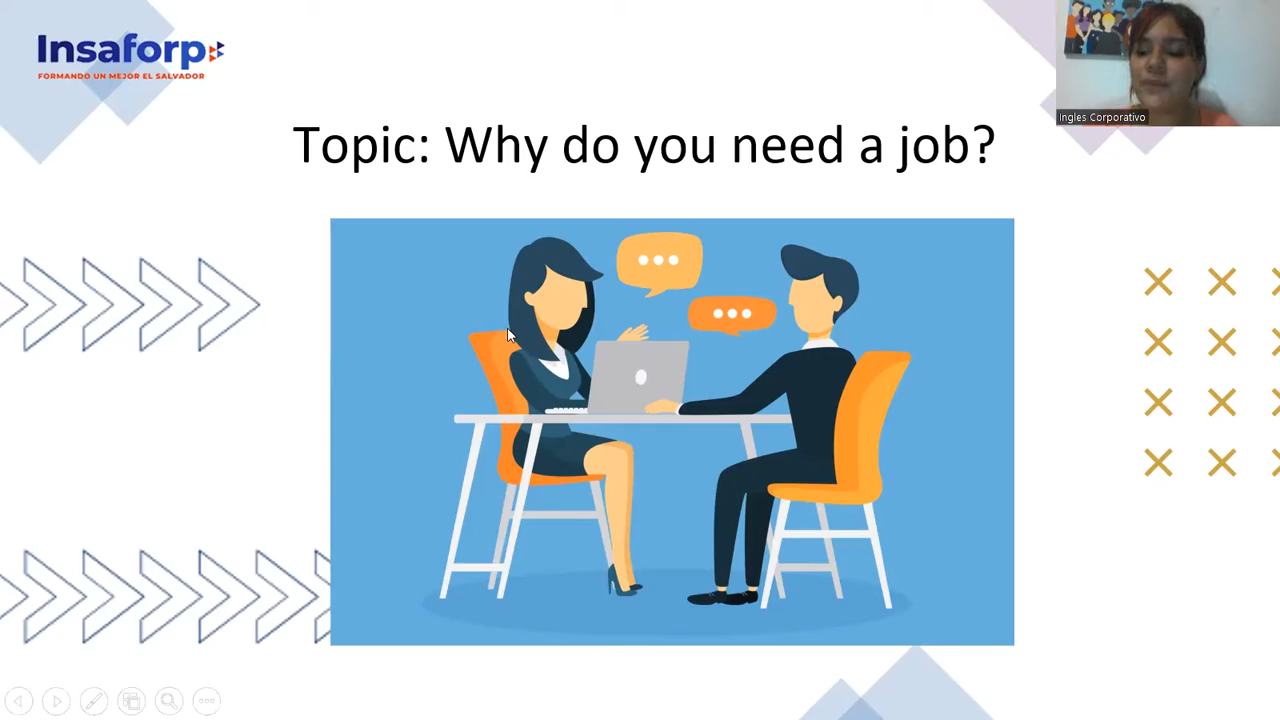 Insaforp
FORMANDO UN MEJOR EL SALVADOR
Ingles Corporativo
Topic: Why do you need a job?